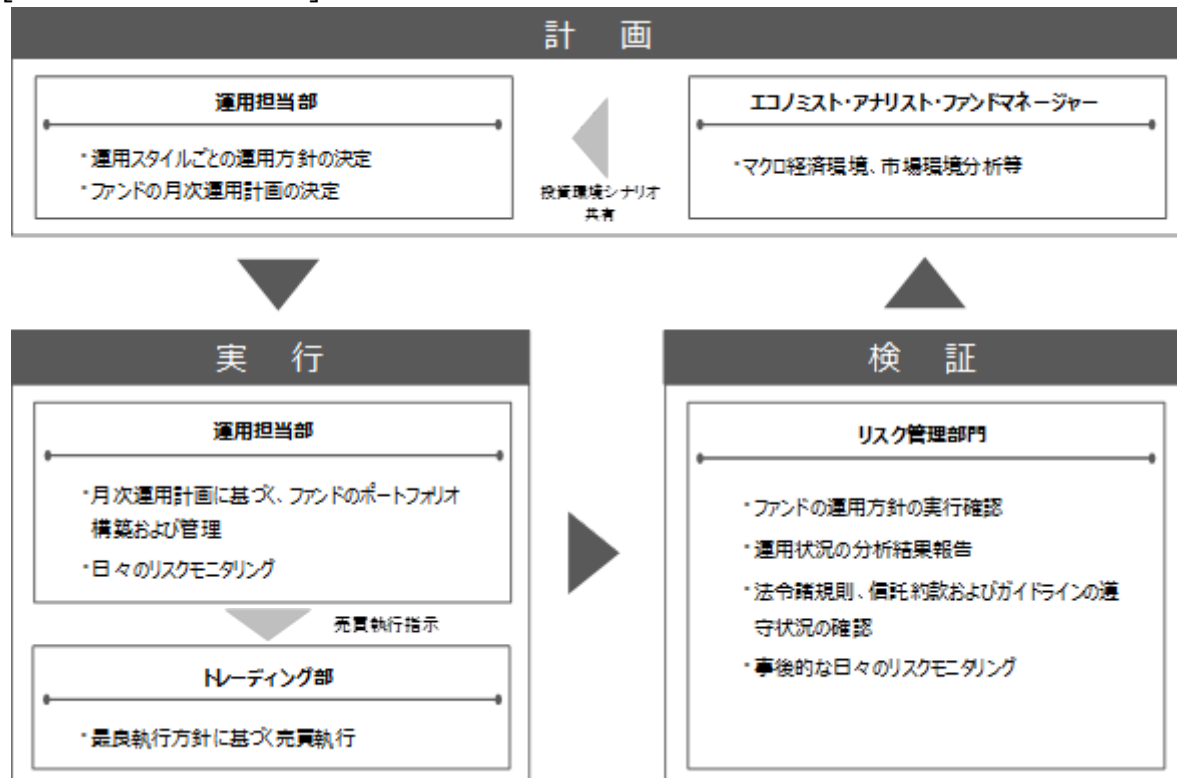 計 画
運用担当部
・運用スタイルごとの運用方針の決定
・ファンドの月次運用計画の決定
投資環境シナリオ
共有
エコノミスト・アナリスト・ファンドマネージャー
・マクロ経済環境、市場環境分析等
実 行
運用担当部
・月次運用計画に基づく、ファンドのポートフォリオ
構築および管理
・日々のリスクモニタリング
売買執行指示
トレーディング部
・最良執行方針に基づく売買執行
検 証
リスク管理部門
・ファンドの運用方針の実行確認
・運用状況の分析結果報告
・法令諸規則、信託約款およびガイドラインの遵
守状況の確認
・事後的な日々のリスクモニタリング